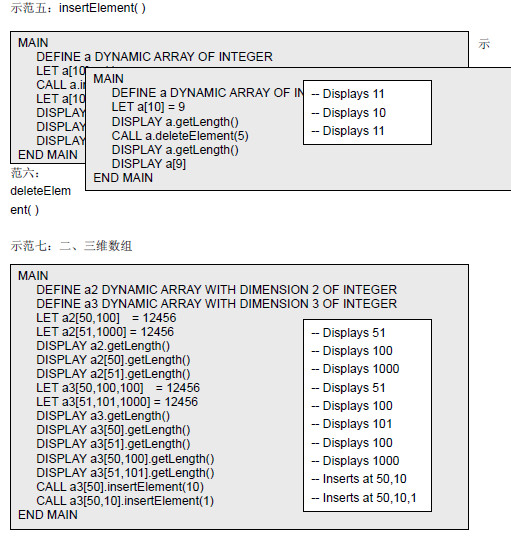 示范五：insertElement( )
MAIN
DEFINE a DYNAMIC ARRAY OF INTEGER
LET a[10]
CALL a.i
LET a[10
DISPLAY
DISPLAY
DISPLAY
END MAIN
示
范六：
deleteElem
ent( )
MAIN
DEFINE a DYNAMIC ARRAY OF IN
LET a[10] = 9
DISPLAY a.getLength()
CALL a.deleteElement(5)
DISPLAY a.getLength()
DISPLAY a[9]
END MAIN
-- Displays 11
-- Displays 10
-- Displays 11
示范七：二、三维数组
MAIN
DEFINE a2 DYNAMIC ARRAY WITH DIMENSION 2 OF INTEGER
DEFINE a3 DYNAMIC ARRAY WITH DIMENSION 3 OF INTEGER
LET a2[50,100] = 12456
LET a2[51,1000] = 12456
DISPLAY a2.getLength()
DISPLAY a2[50].getLength()
DISPLAY a2[51].getLength()
LET a3[50,100,100] = 12456
LET a3[51,101,1000] = 12456
DISPLAY a3.getLength()
DISPLAY a3[50].getLength()
DISPLAY a3[51].getLength()
DISPLAY a3[50,100].getLength()
DISPLAY a3[51,101].getLength()
CALL a3[50].insertElement(10)
CALL a3[50,10].insertElement(1)
END MAIN
-- Displays 51
-- Displays 100
-- Displays 1000
-- Displays 51
-- Displays 100
-- Displays 101
-- Displays 100
-- Displays 1000
-- Inserts at 50,10
-- Inserts at 50,10,1